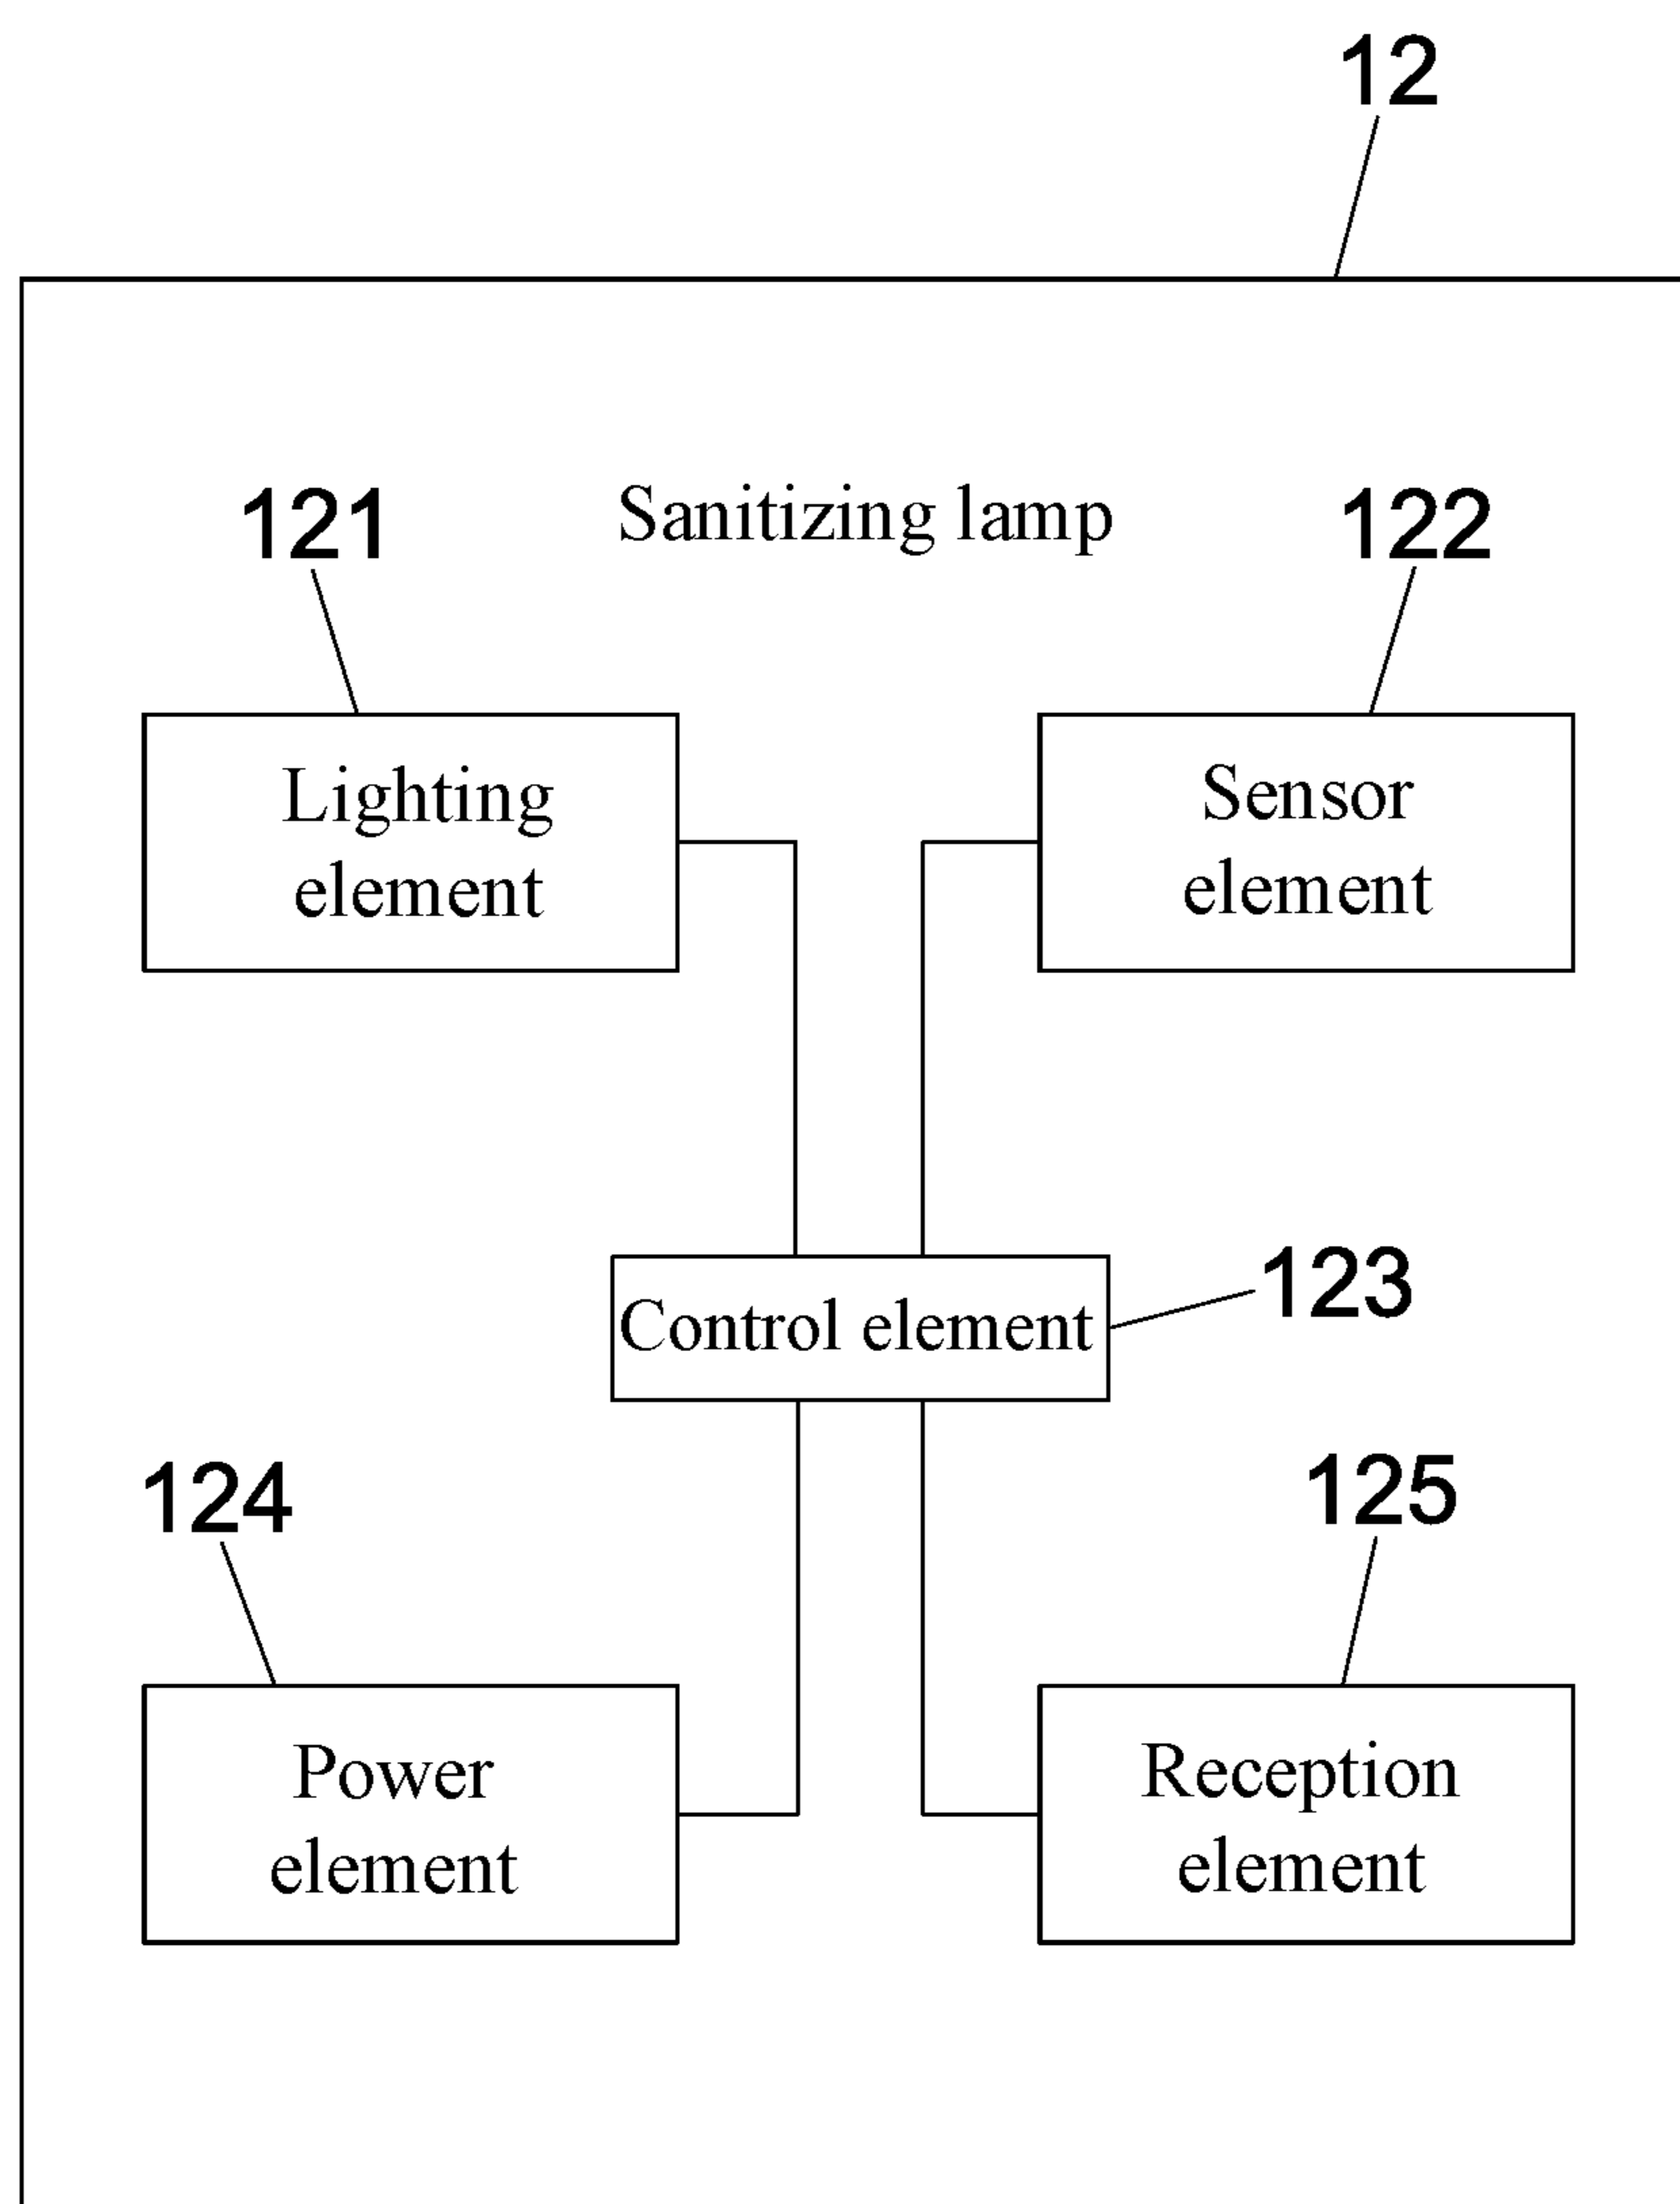 12
Sanitizing lamp
121
122
Lighting
element
Sensor
element
Control element
123
124
125
Power
element
Reception
element